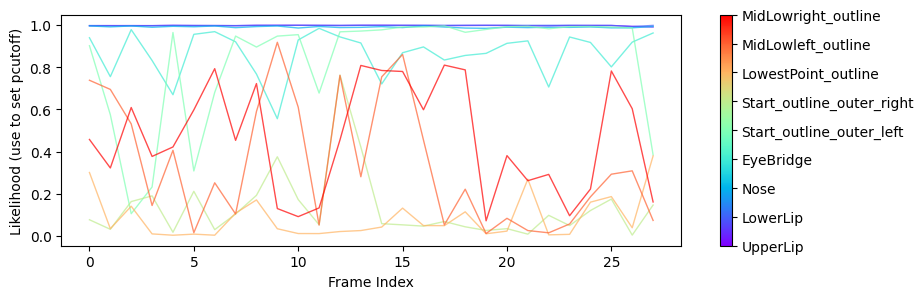 Likelihood (use to set pcutoff)
1.0
0.8
0.6
0.4
0.2
0.0
0
5
10
15
20
25
Frame Index
MidLowright_outline
MidLowleft_outline
LowestPoint_outline
Start_outline_outer_right
Start_outline_outer_left
EyeBridge
Nose
LowerLip
UpperLip